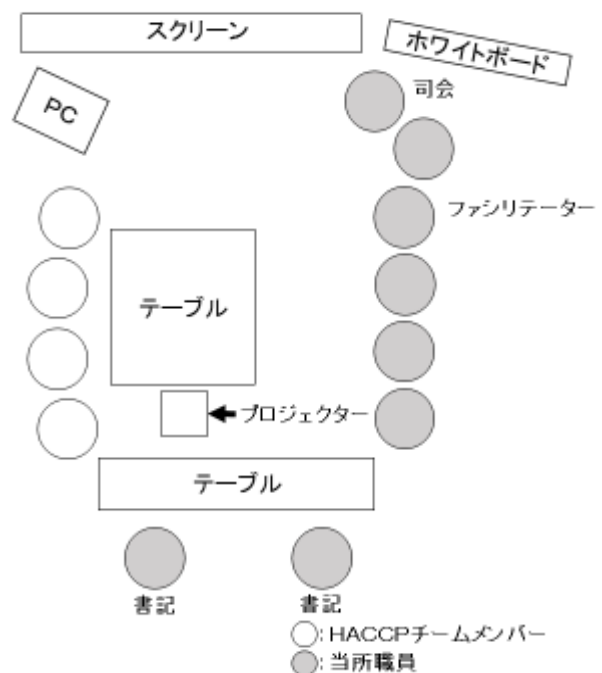 スクリーン
ホワイトボード
PC
司会
ファシリテーター
テーブル
プロジェクター
テーブル
書記
書記
:HACCPチームメンバー
:当所職員